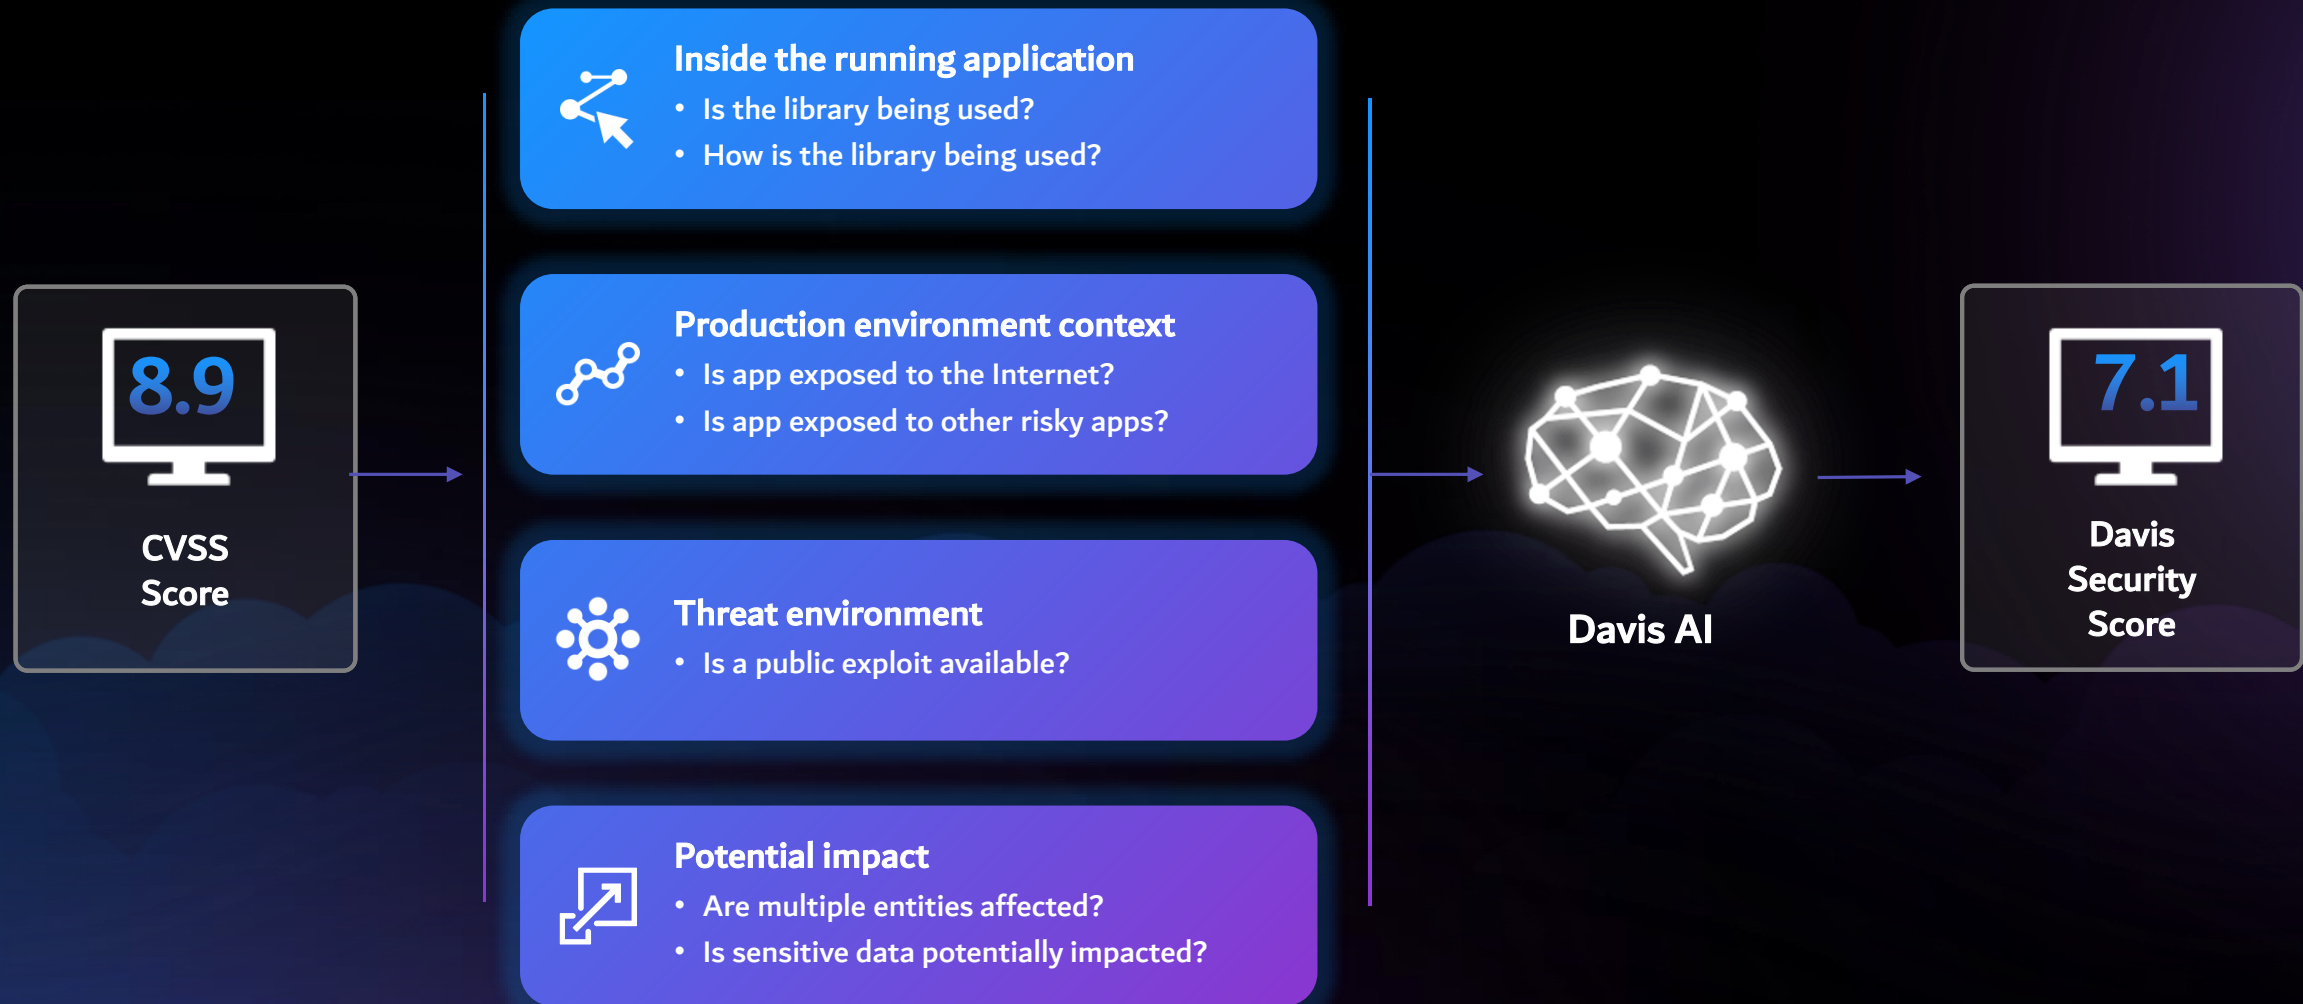 8.9
CVSS
Score
Inside the running application
• Is the library being used?
• How is the library being used?
Production environment context
• Is app exposed to the Internet?
• Is app exposed to other risky apps?
Threat environment
• Is a public exploit available?
Potential impact
• Are multiple entities affected?
• Is sensitive data potentially impacted?
Davis AI
7.1
Davis
Security
Score